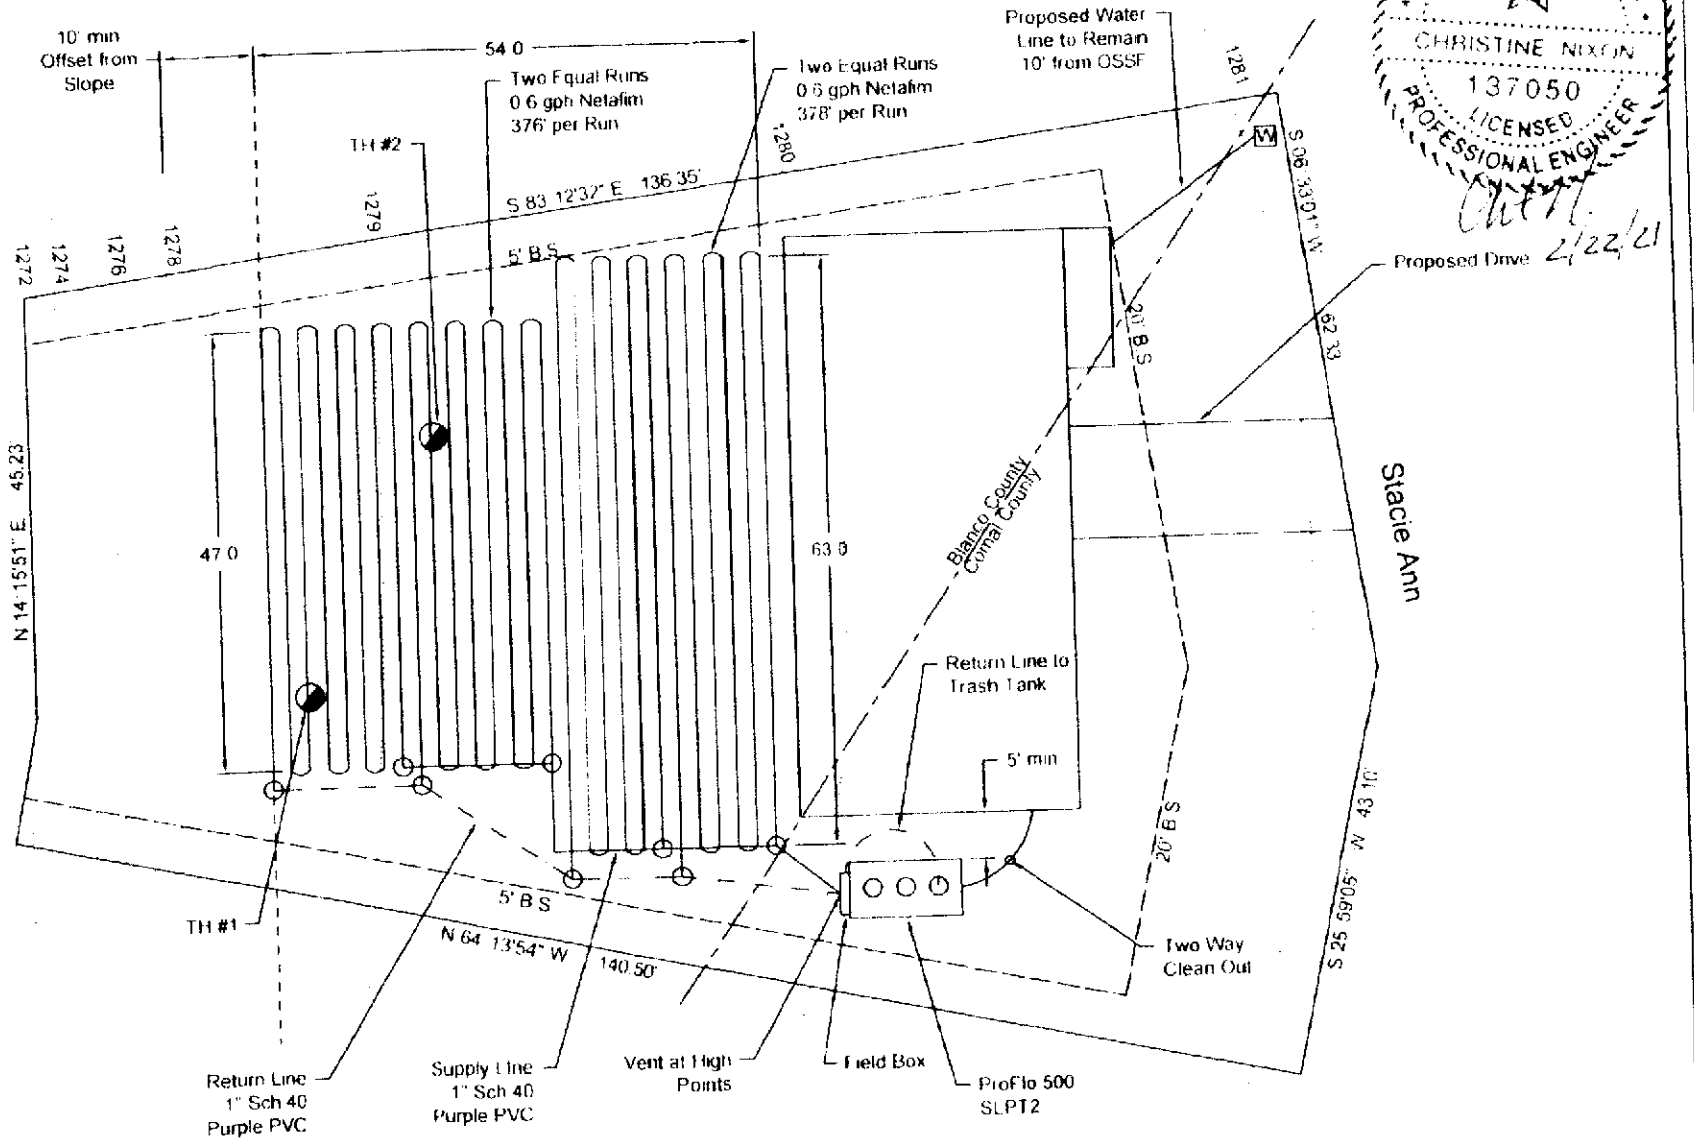 10' min
Offset from
Slope
54.0
Two Equal Runs
0.6 gph Netafim
376' per Run
Two Equal Runs
0.6 gph Netafim
378' per Run
Proposed Water
Line to Remain
10' from OSSF
CHRISTINE NIXON
137050
LICENSED
PROFESSIONAL ENGINEER
2/22/21
TH #2
1281
1280
1279
1278
1276
1274
1272
W
S 83 12'32" E 136 35'
S 06 33'01" W 62 33
Proposed Drive
5' B S
20' B S
N 14 15'51" E 45.23
47 0
63 0
Blanco County
Comal County
Stacie Ann
Return Line to
Trash Tank
5' min
20' B S
S 25 59'05" W 43 10'
TH #1
5' B S
N 64 13'54" W 140.50'
Two Way
Clean Out
Return Line
1" Sch 40
Purple PVC
Supply Line
1" Sch 40
Purple PVC
Vent at High
Points
Field Box
ProFlo 500
SLPT2